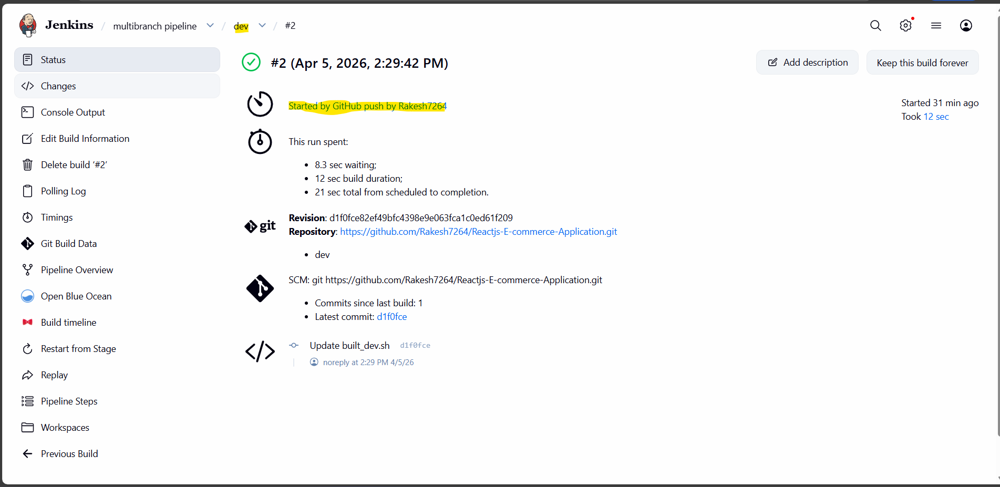 Jenkins / multibranch pipeline / dev / #2
Status
Changes
Console Output
Edit Build Information
Delete build ‘#2’
Polling Log
Timings
Git Build Data
Pipeline Overview
Open Blue Ocean
Build timeline
Restart from Stage
Replay
Pipeline Steps
Workspaces
Previous Build
#2 (Apr 5, 2026, 2:29:42 PM)
Add description
Keep this build forever
Started by GitHub push by Rakesh7264
Started 31 min ago
Took 12 sec
This run spent:
• 8.3 sec waiting;
• 12 sec build duration;
• 21 sec total from scheduled to completion.
git
Revision: d1f0fce82ef49bfc4398e9e063fca1c0ed61f209
Repository: https://github.com/Rakesh7264/Reactjs-E-commerce-Application.git
• dev
SCM: git https://github.com/Rakesh7264/Reactjs-E-commerce-Application.git
• Commits since last build: 1
• Latest commit: d1f0fce
Update built_dev.sh d1f0fce
noreply at 2:29 PM 4/5/26